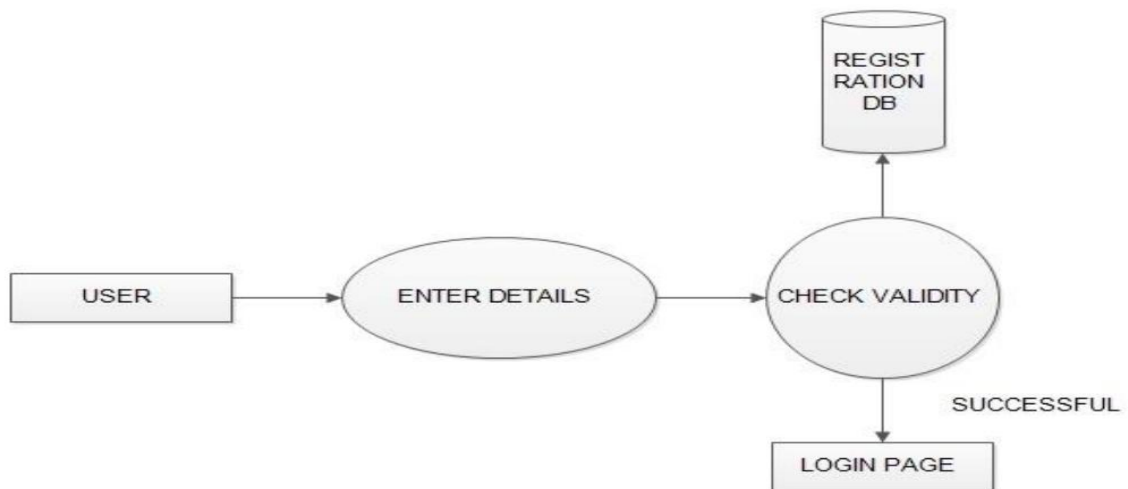 REGIST
RATION
DB
USER
ENTER DETAILS
CHECK VALIDITY
SUCCESSFUL
LOGIN PAGE